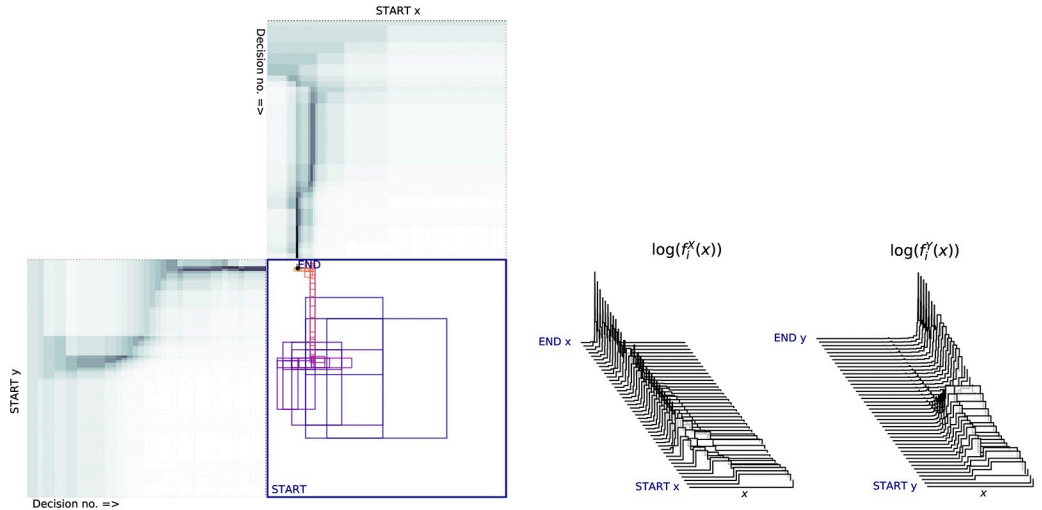 START x
Decision no. =>
END
START y
START
Decision no. =>
log(f_i^X(x))
log(f_i^Y(x))
END x
END y
START x
x
START y
x